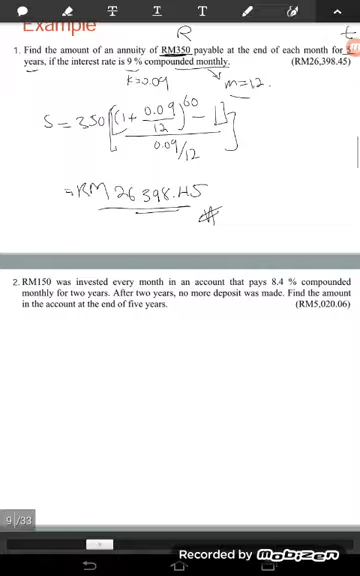 Example
R
t
1. Find the amount of an annuity of RM350 payable at the end of each month for 5
years, if the interest rate is 9 % compounded monthly. (RM26,398.45)
k=0.09
m=12.
S = 350 [ (1 + 0.09/12)^60 - 1 ]
0.09/12
= RM 26 398.45
2. RM150 was invested every month in an account that pays 8.4 % compounded
monthly for two years. After two years, no more deposit was made. Find the amount
in the account at the end of five years. (RM5,020.06)
9/33
Recorded by Mobizen